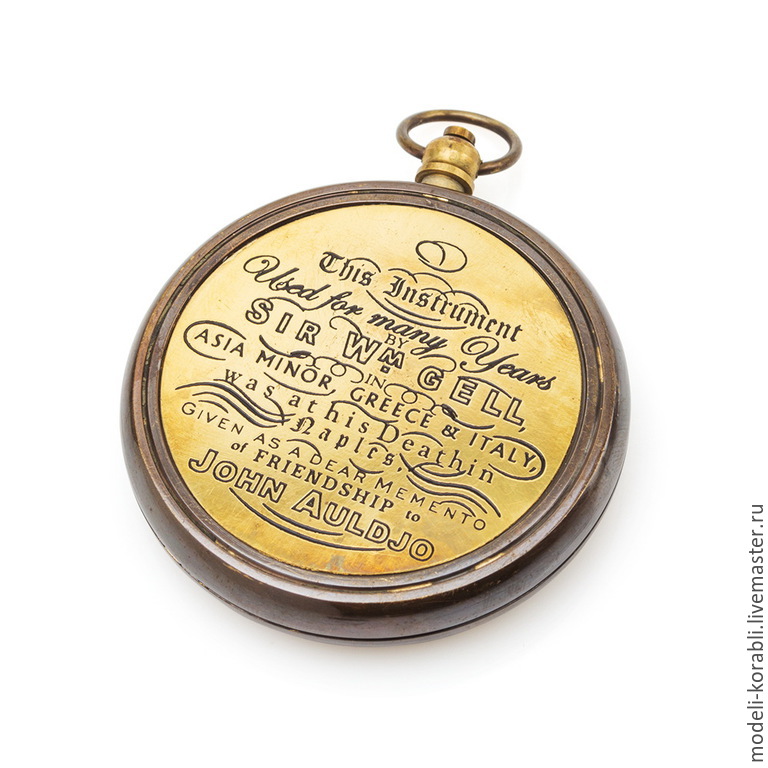 This Instrument
Used for many Years
BY
SIR WM. GELL,
IN
ASIA MINOR GREECE & ITALY,
was at his Death in
Naples,
GIVEN AS A DEAR MEMENTO
of FRIENDSHIP to
JOHN AULDJO
modeli-korabli.livemaster.ru